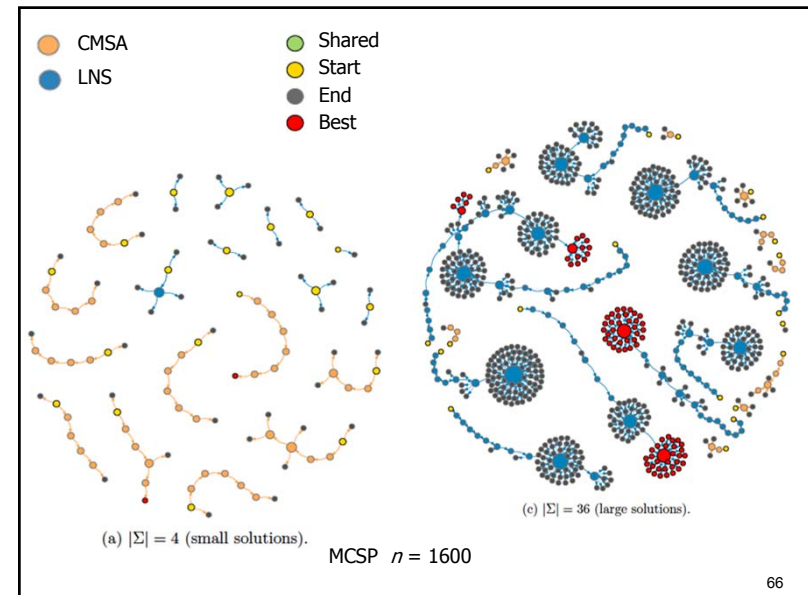 CMSA
LNS
Shared
Start
End
Best
(a) |Σ| = 4 (small solutions).
(c) |Σ| = 36 (large solutions).
MCSP n = 1600
66